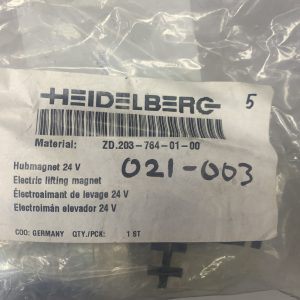 HEIDELBERG 5
Material: ZD.203-764-01-00
Hubmagnet 24 V
021-003
Electric lifting magnet
Électroaimant de levage 24 V
Electroimán elevador 24 V
COO: GERMANY QTY./PCK: 1 ST